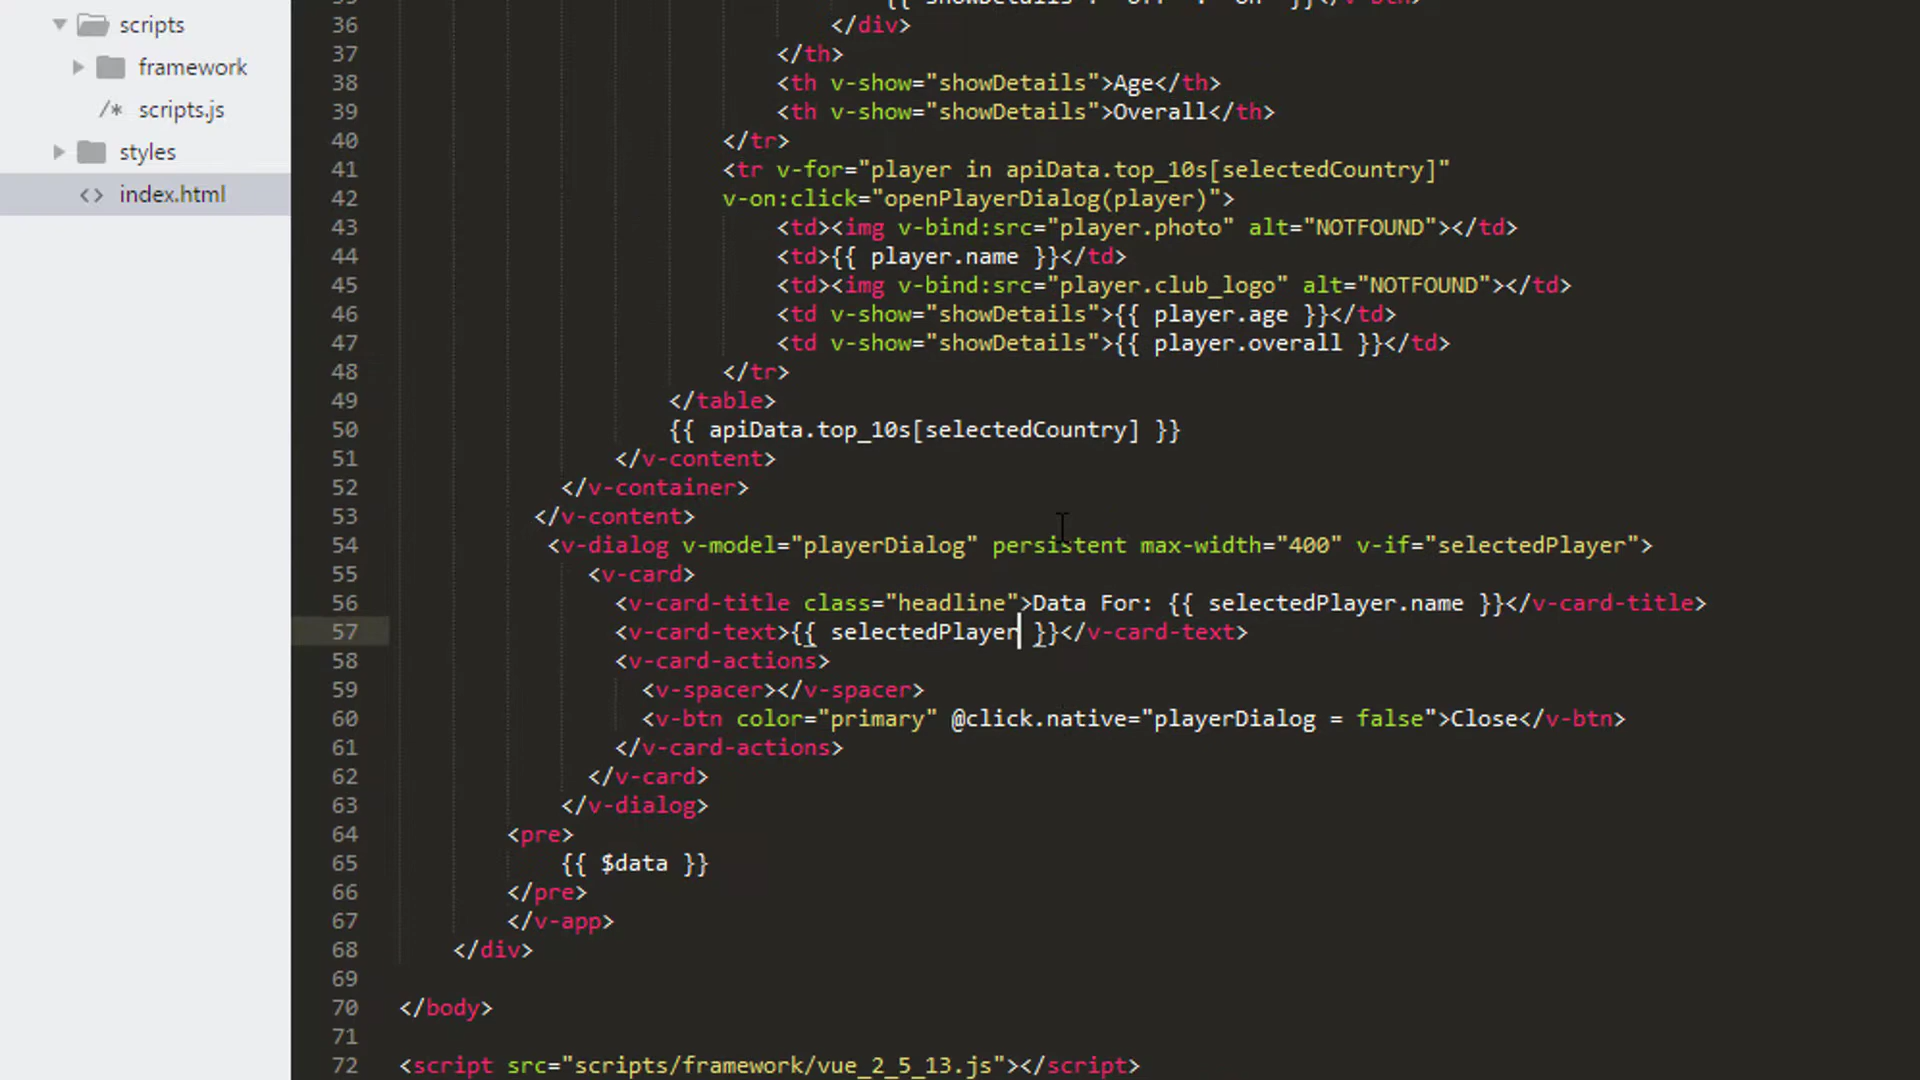 scripts
framework
/* scripts.js
styles
<> index.html
36 </div>
37 </th>
38 <th v-show="showDetails">Age</th>
39 <th v-show="showDetails">Overall</th>
40 </tr>
41 <tr v-for="player in apiData.top_10s[selectedCountry]"
42 v-on:click="openPlayerDialog(player)">
43 <td><img v-bind:src="player.photo" alt="NOTFOUND"></td>
44 <td>{{ player.name }}</td>
45 <td><img v-bind:src="player.club_logo" alt="NOTFOUND"></td>
46 <td v-show="showDetails">{{ player.age }}</td>
47 <td v-show="showDetails">{{ player.overall }}</td>
48 </tr>
49 </table>
50 {{ apiData.top_10s[selectedCountry] }}
51 </v-content>
52 </v-container>
53 </v-content>
54 <v-dialog v-model="playerDialog" persistent max-width="400" v-if="selectedPlayer">
55 <v-card>
56 <v-card-title class="headline">Data For: {{ selectedPlayer.name }}</v-card-title>
57 <v-card-text>{{ selectedPlayer }}</v-card-text>
58 <v-card-actions>
59 <v-spacer></v-spacer>
60 <v-btn color="primary" @click.native="playerDialog = false">Close</v-btn>
61 </v-card-actions>
62 </v-card>
63 </v-dialog>
64 <pre>
65 {{ $data }}
66 </pre>
67 </v-app>
68 </div>
69
70 </body>
71
72 <script src="scripts/framework/vue_2_5_13.js"></script>